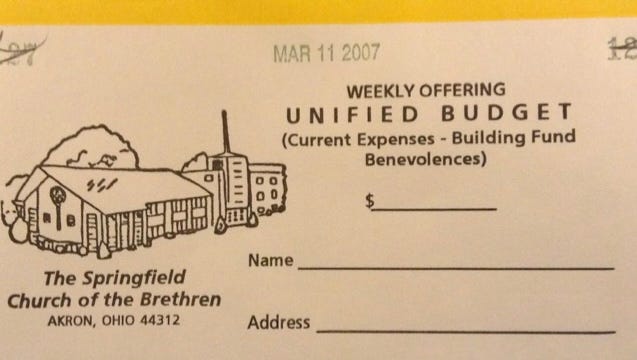 MAR 11 2007
WEEKLY OFFERING
UNIFIED BUDGET
(Current Expenses - Building Fund
Benevolences)
$
The Springfield
Church of the Brethren
AKRON, OHIO 44312
Name
Address